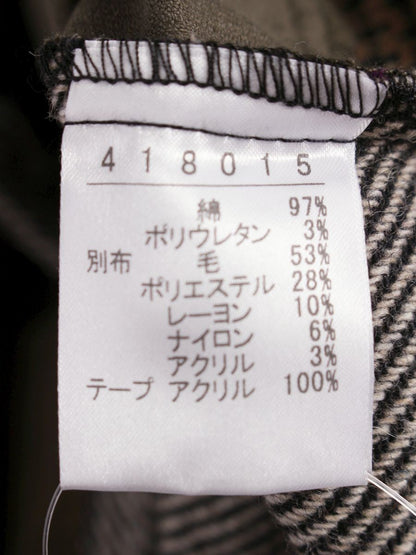 418015
綿 97%
ポリウレタン 3%
別布 毛 53%
ポリエステル 28%
レーヨン 10%
ナイロン 6%
アクリル 3%
テープ アクリル 100%